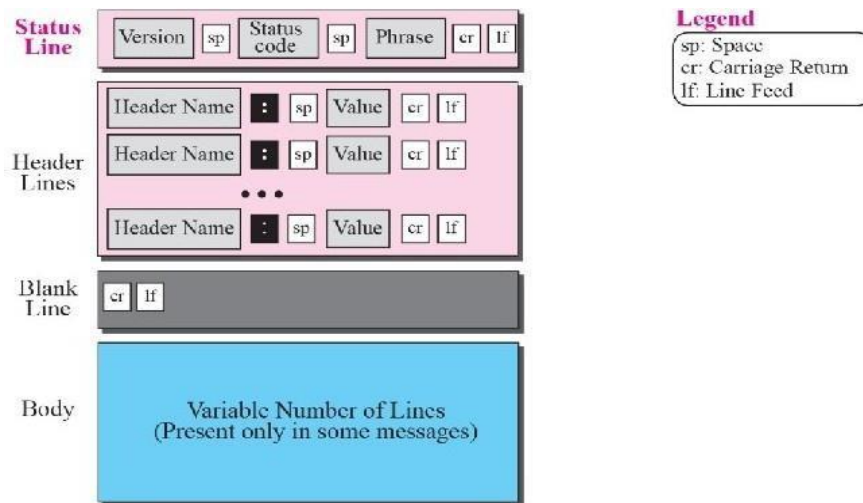 Status Line
Version sp Status code sp Phrase cr lf
Legend
sp: Space
cr: Carriage Return
lf: Line Feed
Header Lines
Header Name : sp Value cr lf
Header Name : sp Value cr lf
• • •
Header Name : sp Value cr lf
Blank Line
cr lf
Body
Variable Number of Lines
(Present only in some messages)